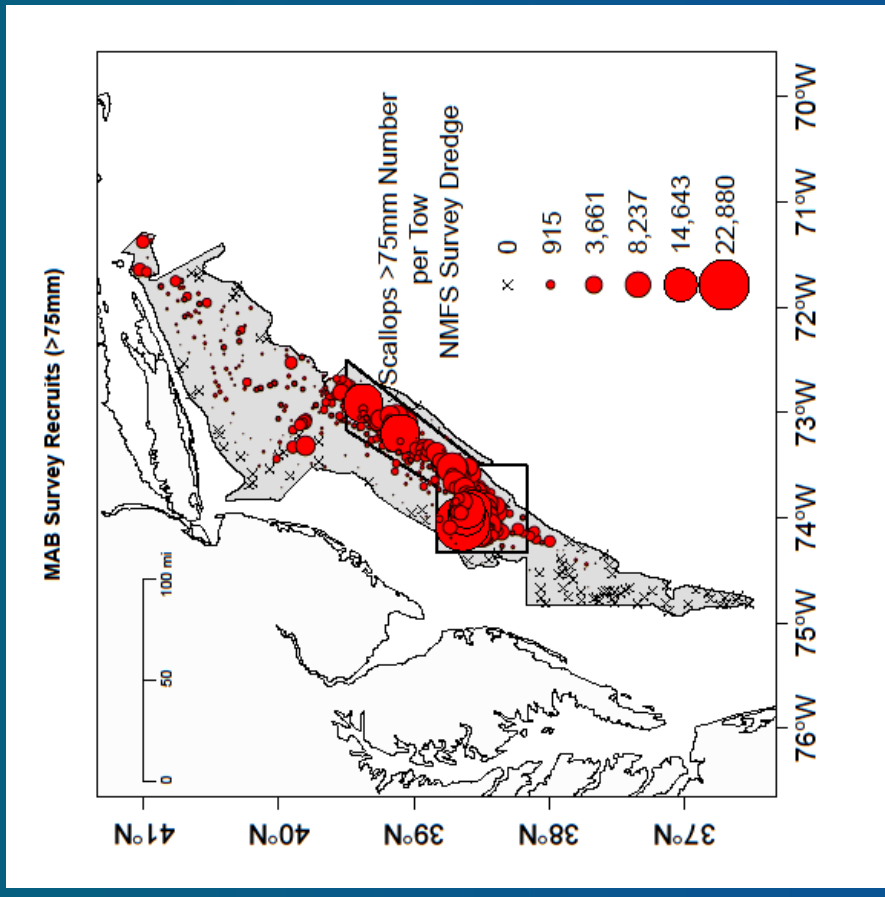 MAB Survey Recruits (>75mm)
0 50 100 mi
Scallops >75mm Number
per Tow
NMFS Survey Dredge
0
915
3,661
8,237
14,643
22,880
41°N
40°N
39°N
38°N
37°N
76°W
75°W
74°W
73°W
72°W
71°W
70°W